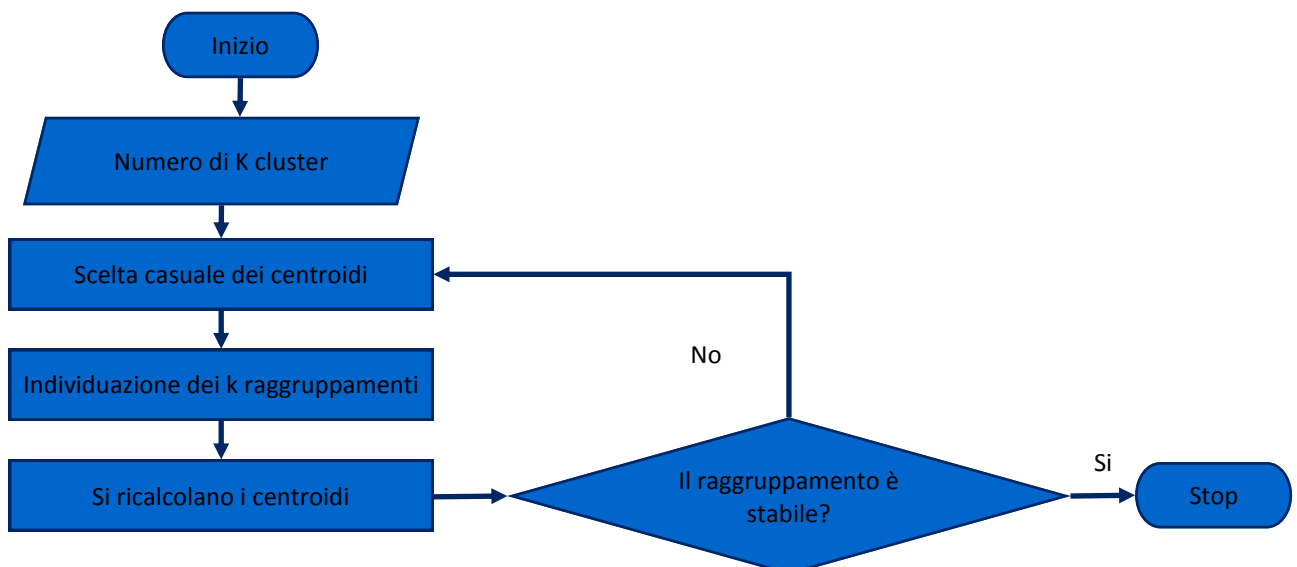 Inizio
Numero di K cluster
Scelta casuale dei centroidi
Individuazione dei k raggruppamenti
Si ricalcolano i centroidi
No
Il raggruppamento è
stabile?
Si
Stop